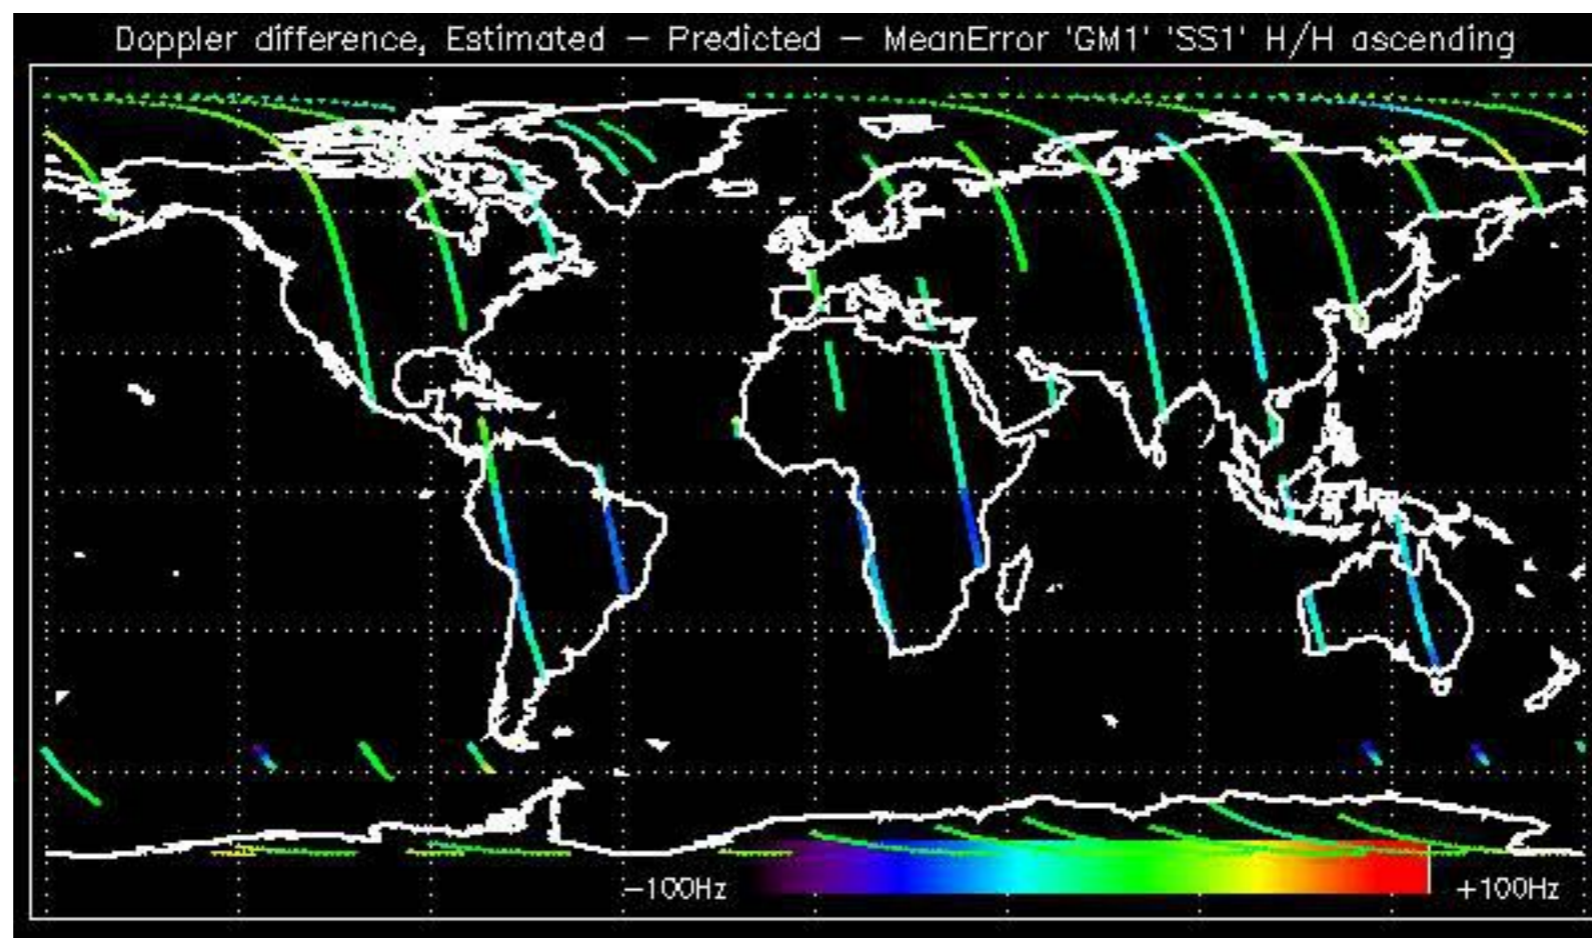 Doppler difference, Estimated – Predicted – MeanError 'GM1' 'SS1' H/H ascending
–100Hz
+100Hz